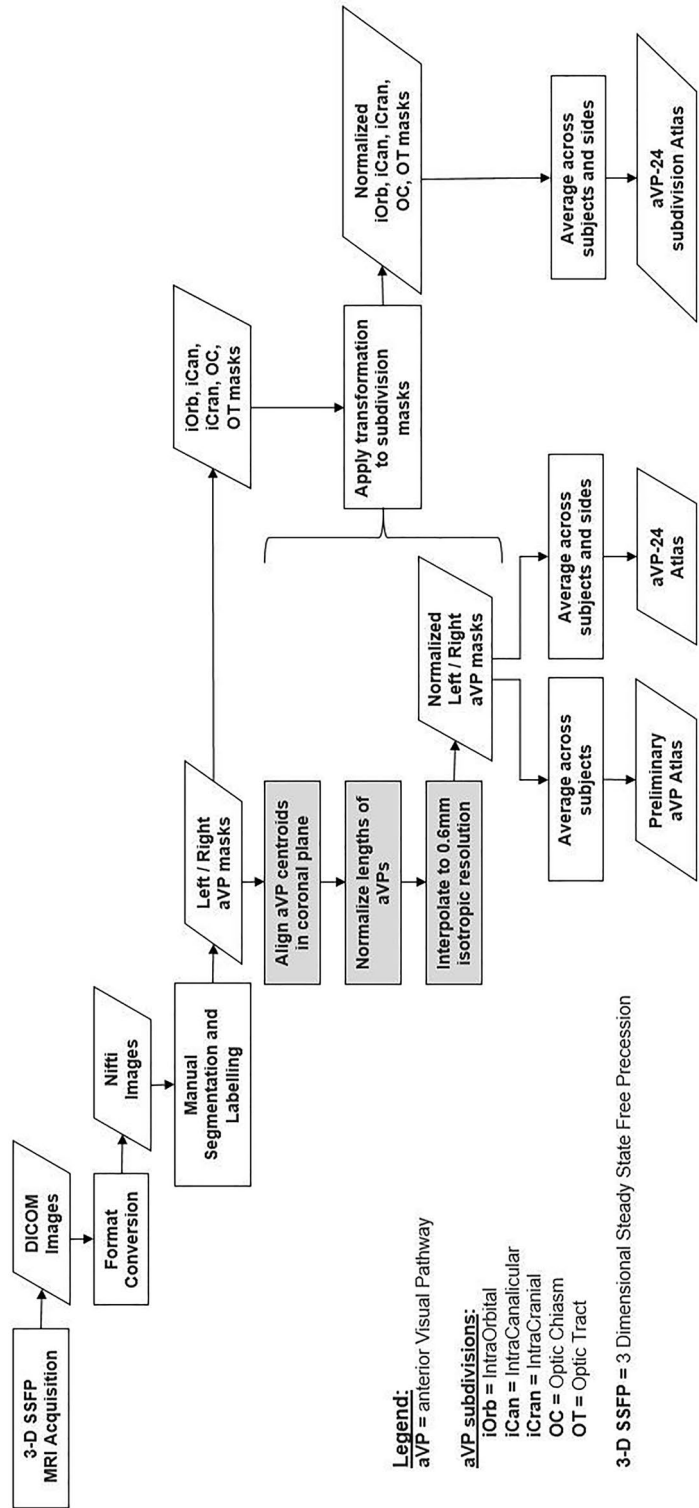 3-D SSFP
MRI Acquisition
DICOM
Images
Format
Conversion
Nifti
Images
Manual
Segmentation and
Labelling
Left / Right
aVP masks
iOrb, iCan,
iCran, OC,
OT masks
Align aVP centroids
in coronal plane
Normalize lengths of
aVPs
Interpolate to 0.6mm
isotropic resolution
Normalized
Left / Right
aVP masks
Apply transformation
to subdivision
masks
Normalized
iOrb, iCan, iCran,
OC, OT masks
Average across
subjects
Preliminary
aVP Atlas
Average across
subjects and sides
aVP-24
Atlas
Average across
subjects and sides
aVP-24
subdivision Atlas
Legend:
aVP = anterior Visual Pathway
aVP subdivisions:
iOrb = IntraOrbital
iCan = IntraCanalicular
iCran = IntraCranial
OC = Optic Chiasm
OT = Optic Tract
3-D SSFP = 3 Dimensional Steady State Free Precession